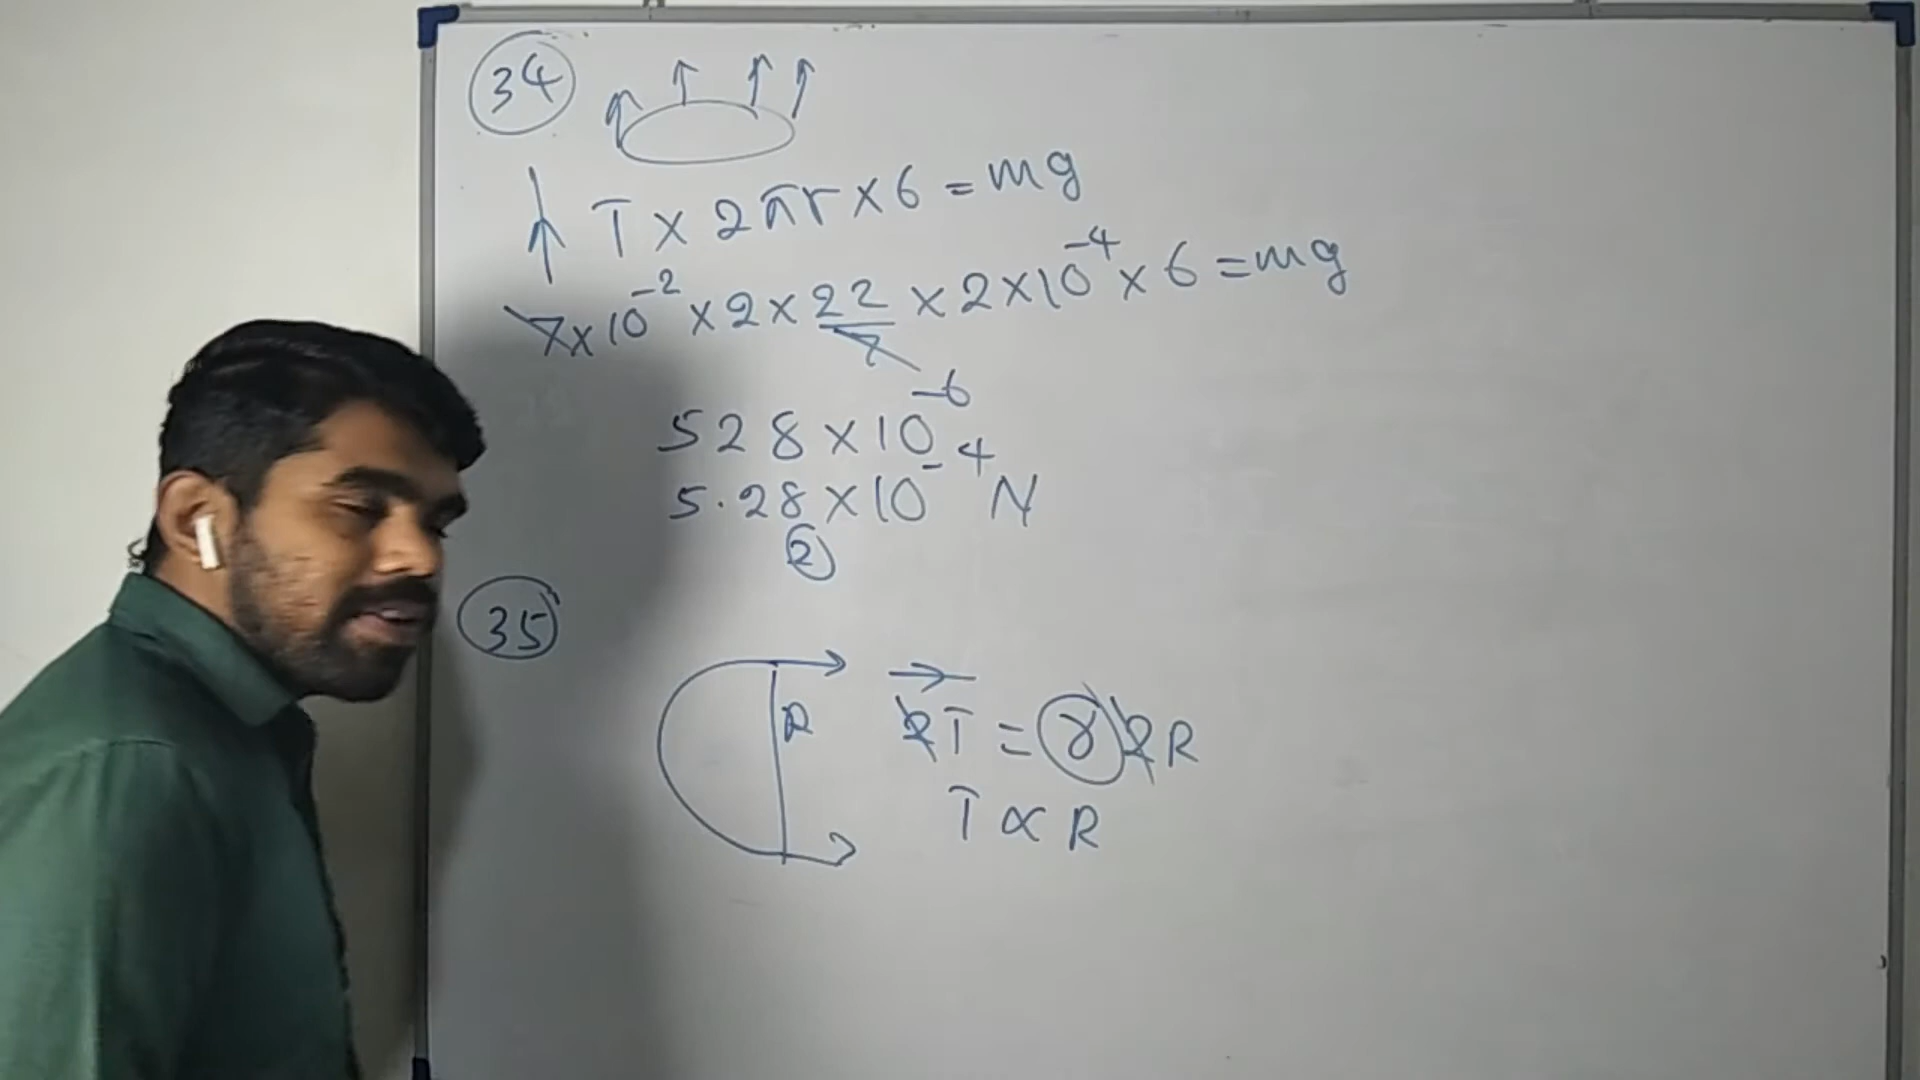 34
T × 2πr × 6 = mg
7×10⁻² × 2 × 22/7 × 2×10⁻⁴ × 6 = mg
528×10⁻⁶
5.28×10⁻⁴ N
2
35
R
2T = γ2R
T ∝ R